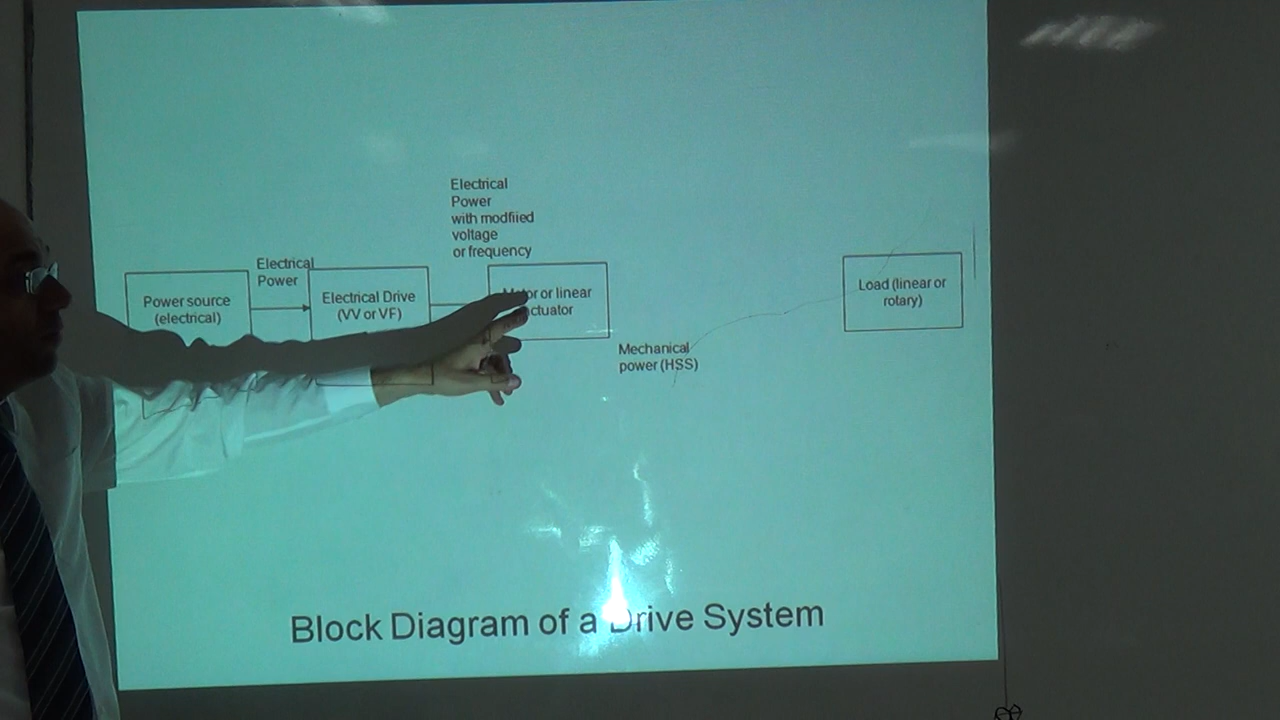 Electrical
Power
with modfiied
voltage
or frequency
Electrical
Power
Power source
(electrical)
Electrical Drive
(VV or VF)
Motor or linear
actuator
Load (linear or
rotary)
Mechanical
power (HSS)
Block Diagram of a Drive System